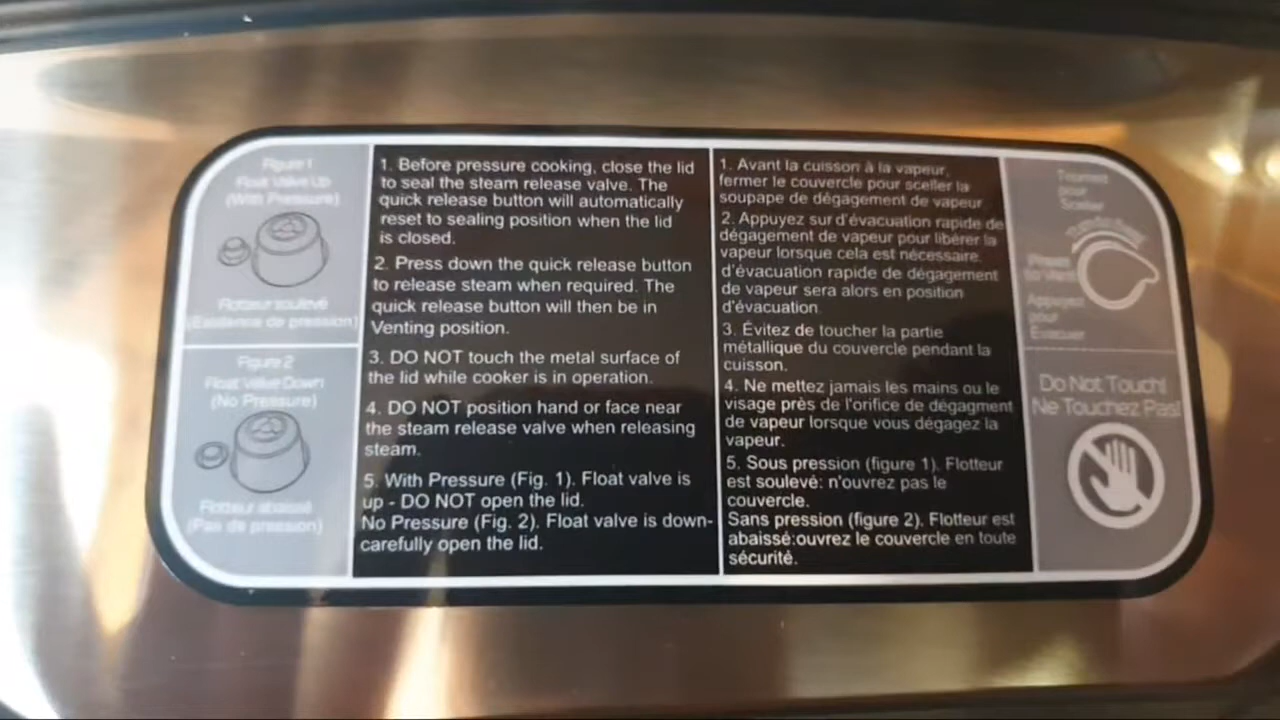 Figure 1
Float Valve Up
(With Pressure)
Flotteur soulevé
(Existence de pression)
Figure 2
Float Valve Down
(No Pressure)
Flotteur abaissé
(Pas de pression)
1. Before pressure cooking, close the lid
to seal the steam release valve. The
quick release button will automatically
reset to sealing position when the lid
is closed.
2. Press down the quick release button
to release steam when required. The
quick release button will then be in
Venting position.
3. DO NOT touch the metal surface of
the lid while cooker is in operation.
4. DO NOT position hand or face near
the steam release valve when releasing
steam.
5. With Pressure (Fig. 1). Float valve is
up - DO NOT open the lid.
No Pressure (Fig. 2). Float valve is down-
carefully open the lid.
1. Avant la cuisson à la vapeur,
fermer le couvercle pour sceller la
soupape de dégagement de vapeur
2. Appuyez sur d'évacuation rapide de
dégagement de vapeur pour libérer la
vapeur lorsque cela est nécessaire.
d'évacuation rapide de dégagement
de vapeur sera alors en position
d'évacuation.
3. Évitez de toucher la partie
métallique du couvercle pendant la
cuisson.
4. Ne mettez jamais les mains ou le
visage près de l'orifice de dégagment
de vapeur lorsque vous dégagez la
vapeur.
5. Sous pression (figure 1). Flotteur
est soulevé: n'ouvrez pas le
couvercle.
Sans pression (figure 2). Flotteur est
abaissé:ouvrez le couvercle en toute
sécurité.
Tournez
pour
Sceller
Appuyez
pour
Évacuer
Do Not Touch!
Ne Touchez Pas!